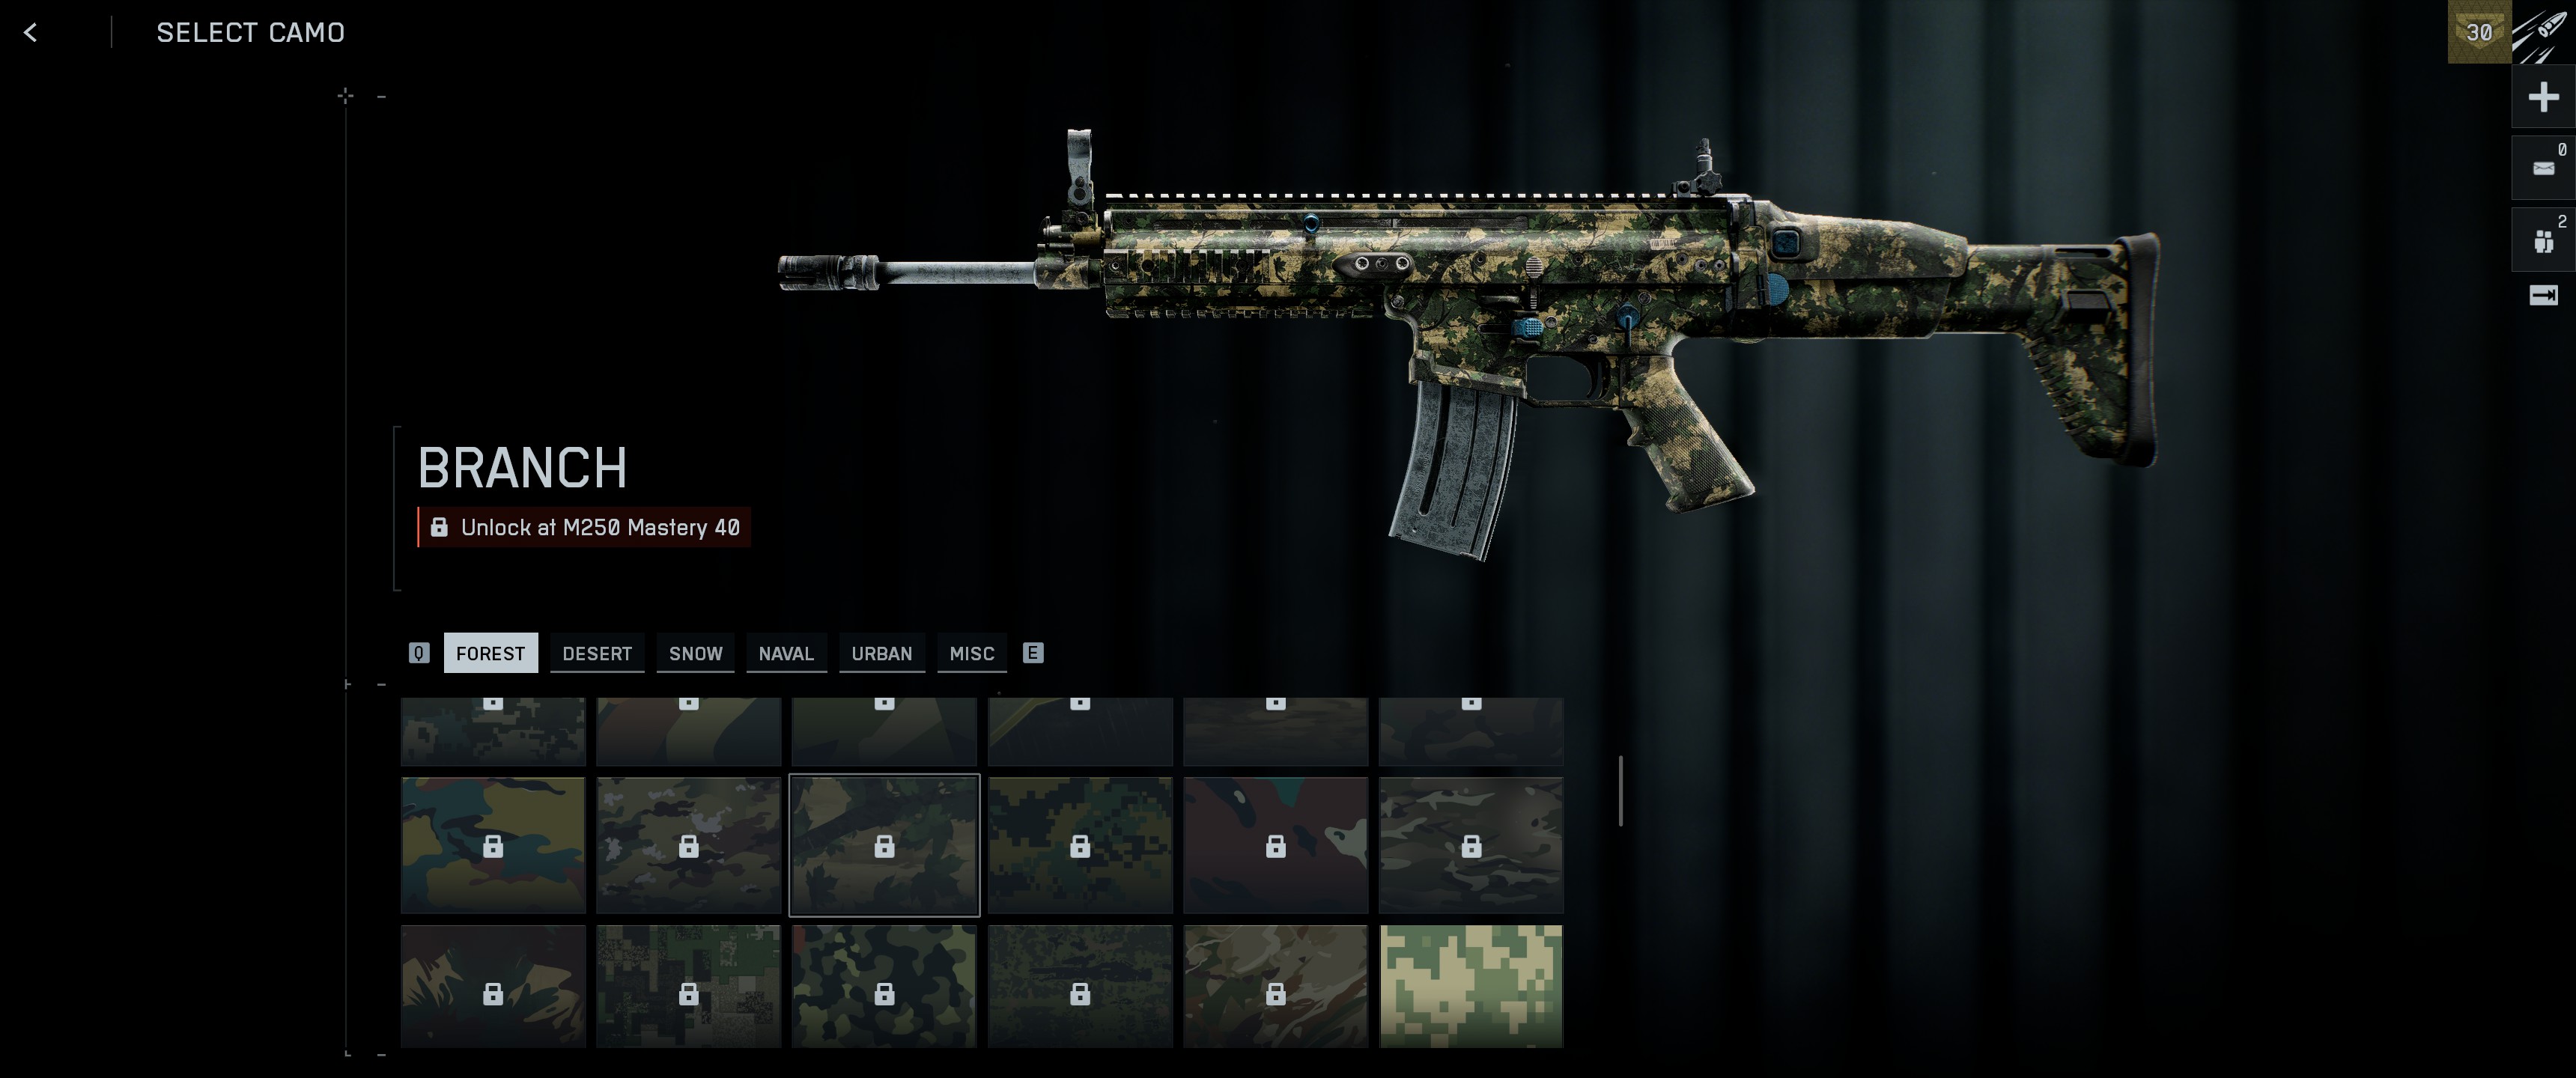 SELECT CAMO
30
0
2
BRANCH
Unlock at M250 Mastery 40
Q FOREST DESERT SNOW NAVAL URBAN MISC E